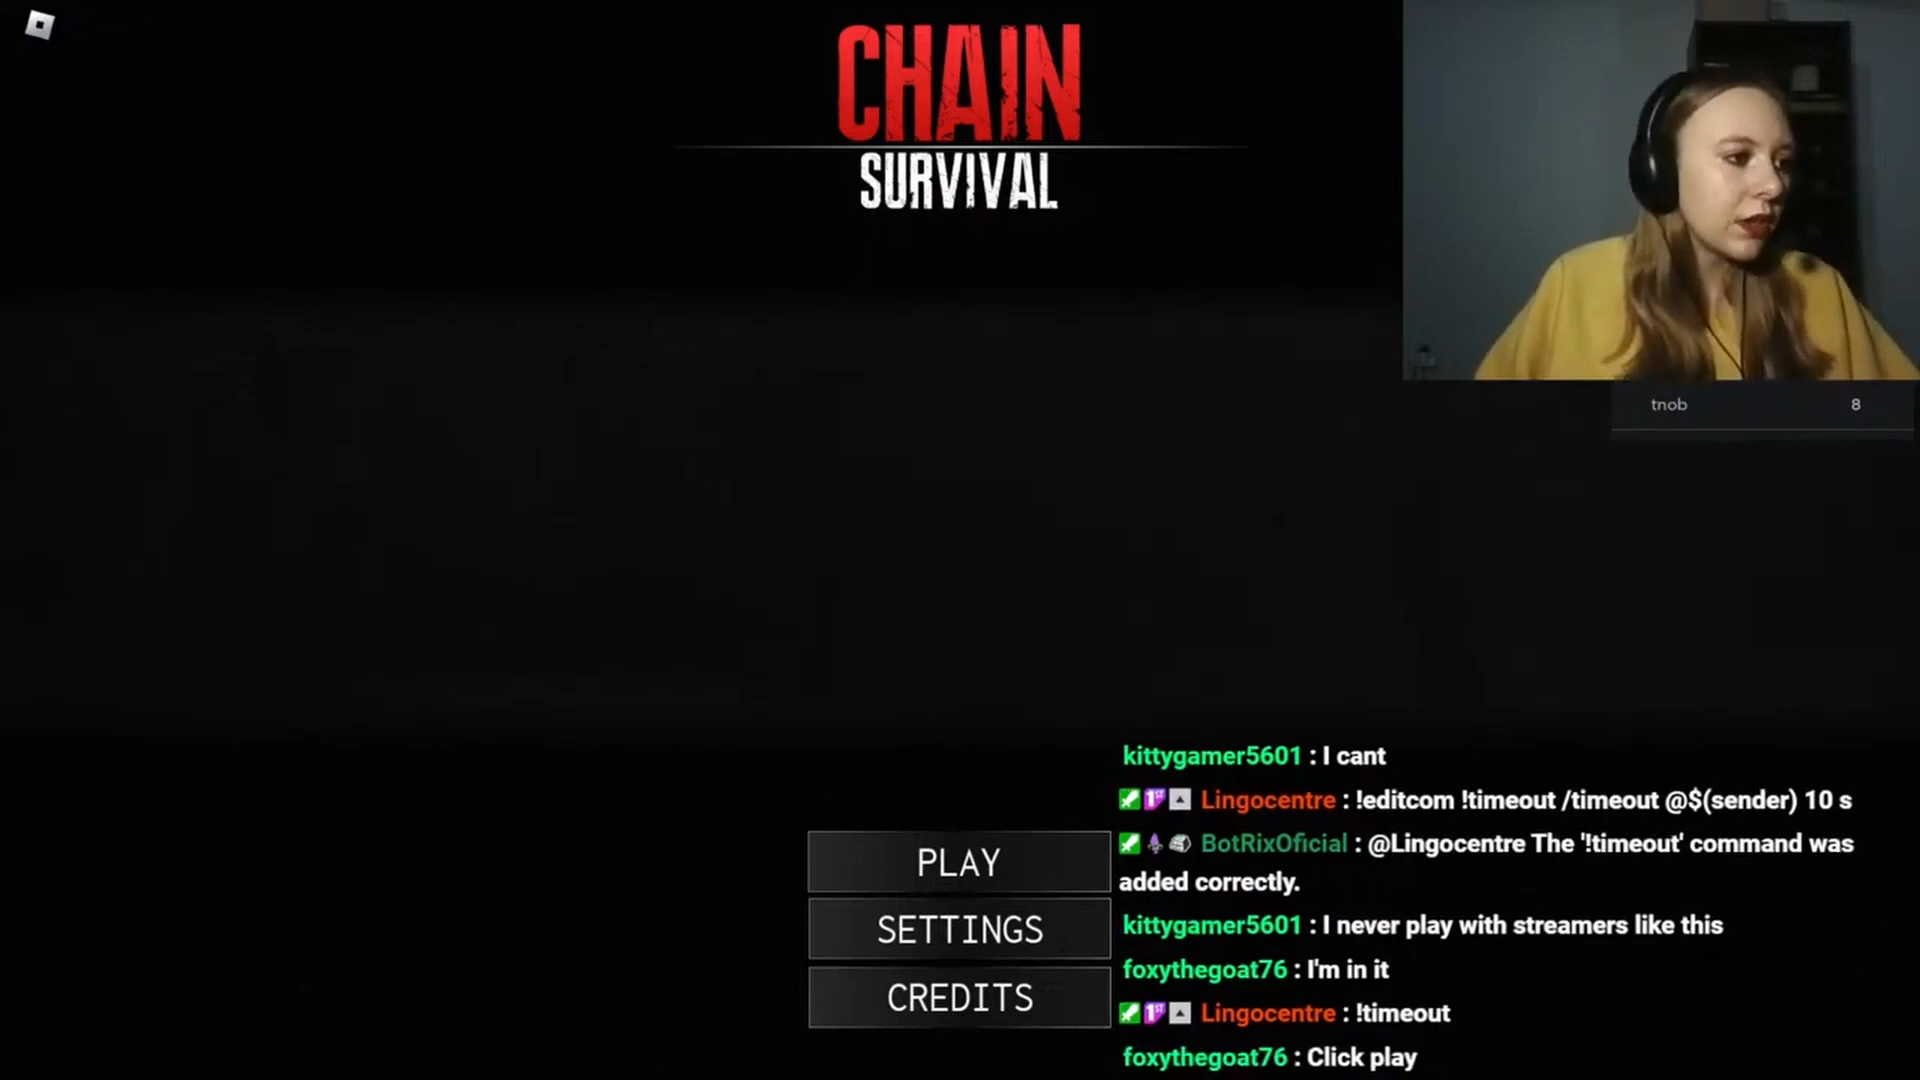 CHAIN
SURVIVAL
tnob 8
kittygamer5601 : I cant
Lingocentre : !editcom !timeout /timeout @$(sender) 10 s
BotRixOficial : @Lingocentre The '!timeout' command was
added correctly.
kittygamer5601 : I never play with streamers like this
foxythegoat76 : I'm in it
Lingocentre : !timeout
foxythegoat76 : Click play
PLAY
SETTINGS
CREDITS